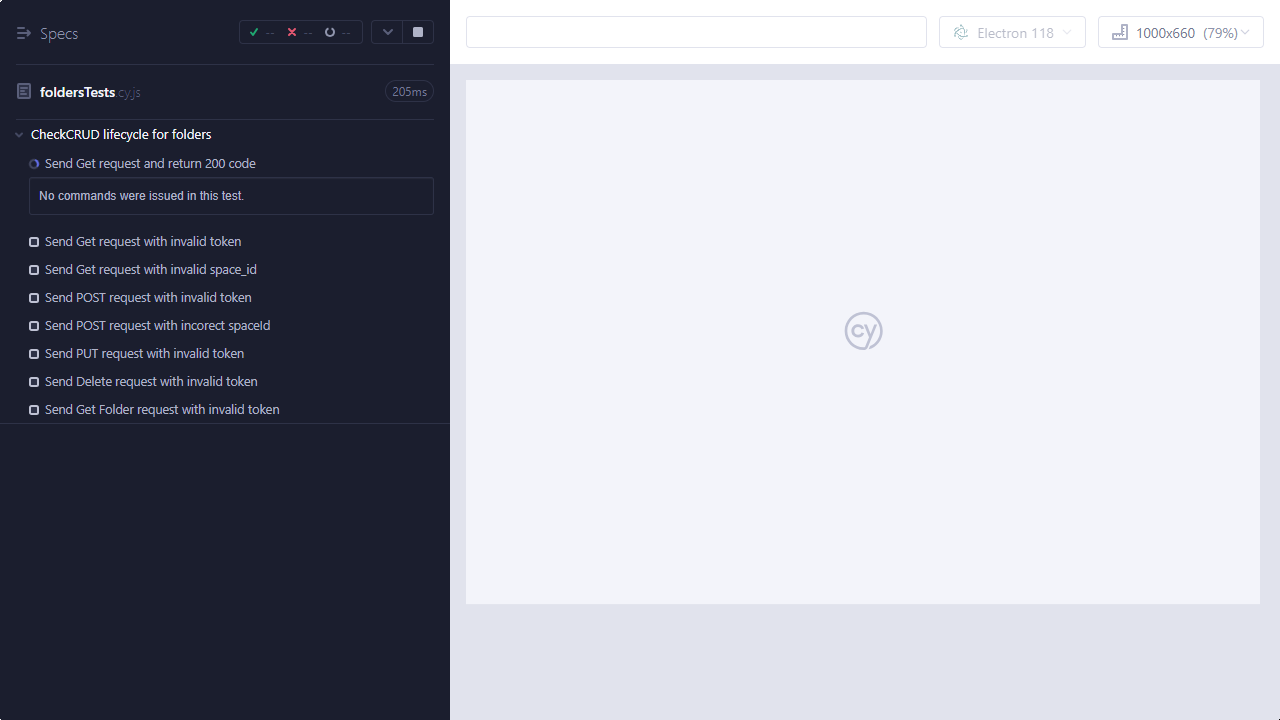 Specs
-- -- --
Electron 118
1000x660 (79%)
foldersTests.cy.js
205ms
CheckCRUD lifecycle for folders
Send Get request and return 200 code
No commands were issued in this test.
Send Get request with invalid token
Send Get request with invalid space_id
Send POST request with invalid token
Send POST request with incorect spaceId
Send PUT request with invalid token
Send Delete request with invalid token
Send Get Folder request with invalid token
cy